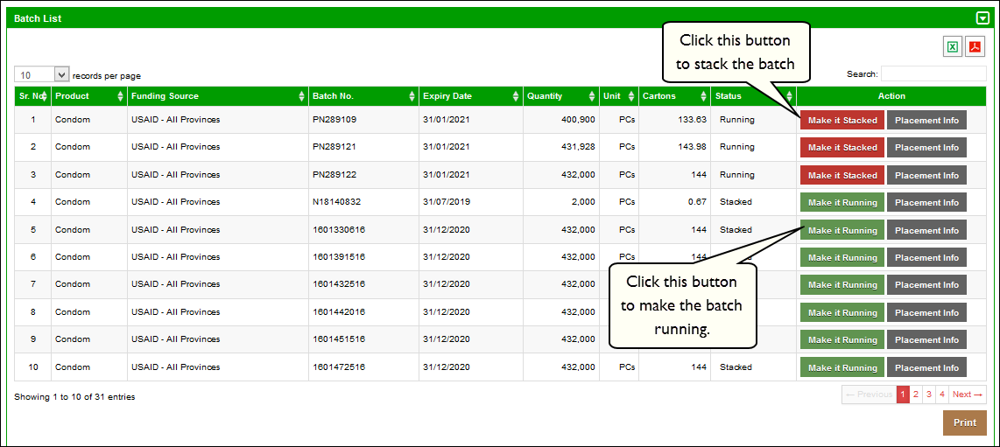 Batch List
Click this button
to stack the batch
10 records per page
Search:
Sr. No Product Funding Source Batch No. Expiry Date Quantity Unit Cartons Status Action
1 Condom USAID - All Provinces PN289109 31/01/2021 400,900 PCs 133.63 Running Make it Stacked Placement Info
2 Condom USAID - All Provinces PN289121 31/01/2021 431,928 PCs 143.98 Running Make it Stacked Placement Info
3 Condom USAID - All Provinces PN289122 31/01/2021 432,000 PCs 144 Running Make it Stacked Placement Info
4 Condom USAID - All Provinces N18140832 31/07/2019 2,000 PCs 0.67 Stacked Make it Running Placement Info
5 Condom USAID - All Provinces 1601330616 31/12/2020 432,000 PCs 144 Stacked Make it Running Placement Info
6 Condom USAID - All Provinces 1601391516 31/12/2020 432,000 PCs 144 Make it Running Placement Info
7 Condom USAID - All Provinces 1601432516 31/12/2020 432,000 Make it Running Placement Info
8 Condom USAID - All Provinces 1601442016 31/12/2020 432,000 Make it Running Placement Info
9 Condom USAID - All Provinces 1601451516 31/12/2020 432,000 Make it Running Placement Info
10 Condom USAID - All Provinces 1601472516 31/12/2020 432,000 PCs 144 Stacked Make it Running Placement Info
Click this button
to make the batch
running.
Showing 1 to 10 of 31 entries
← Previous 1 2 3 4 Next →
Print